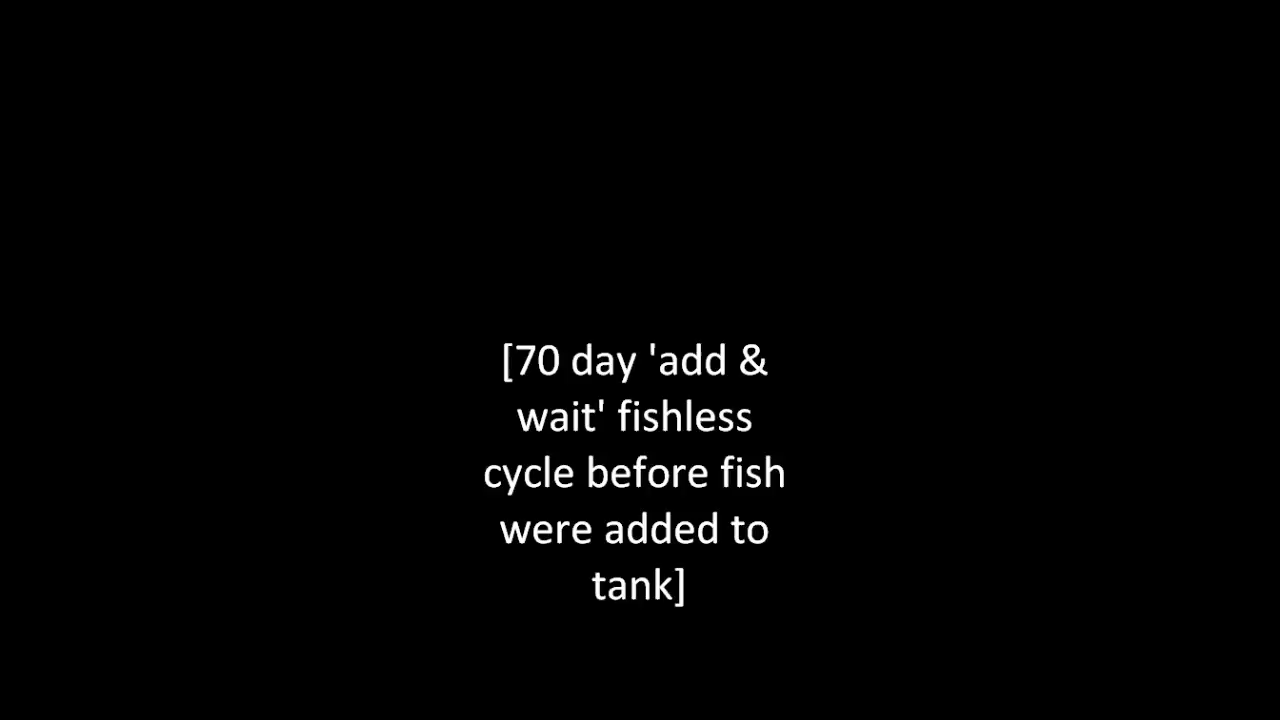 [70 day 'add &
wait' fishless
cycle before fish
were added to
tank]